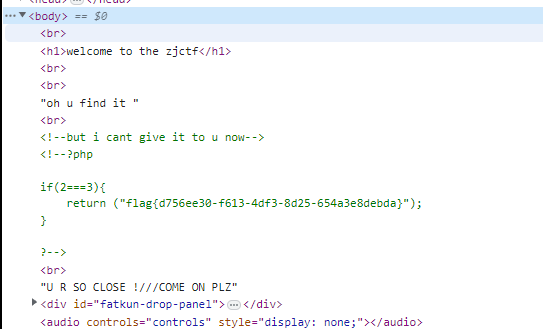 <head>…</head>
…▼<body> == $0
<br>
<h1>welcome to the zjctf</h1>
<br>
<br>
"oh u find it "
<br>
<!--but i cant give it to u now-->
<!--?php
if(2===3){
return ("flag{d756ee30-f613-4df3-8d25-654a3e8debda}");
}
?-->
<br>
"U R SO CLOSE !///COME ON PLZ"
▶<div id="fatkun-drop-panel">…</div>
<audio controls="controls" style="display: none;"></audio>